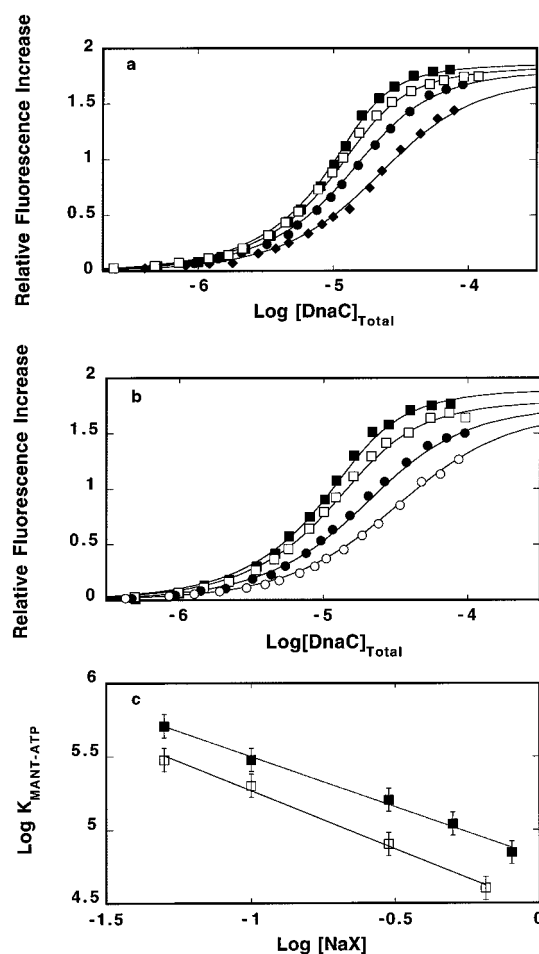 a
Relative Fluorescence Increase
2
1.5
1
0.5
0
-6
-5
-4
Log [DnaC]Total
b
Relative Fluorescence Increase
2
1.5
1
0.5
0
-6
-5
-4
Log[DnaC]Total
c
Log KMANT-ATP
6
5.5
5
4.5
-1.5
-1
-0.5
0
Log [NaX]